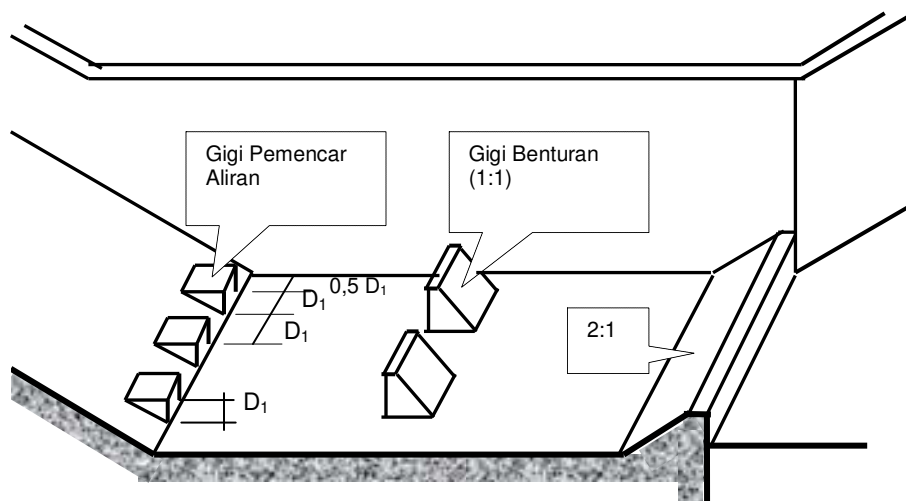 Gigi Pemencar
Aliran
Gigi Benturan
(1:1)
0,5 D₁
D₁
D₁
2:1
D₁